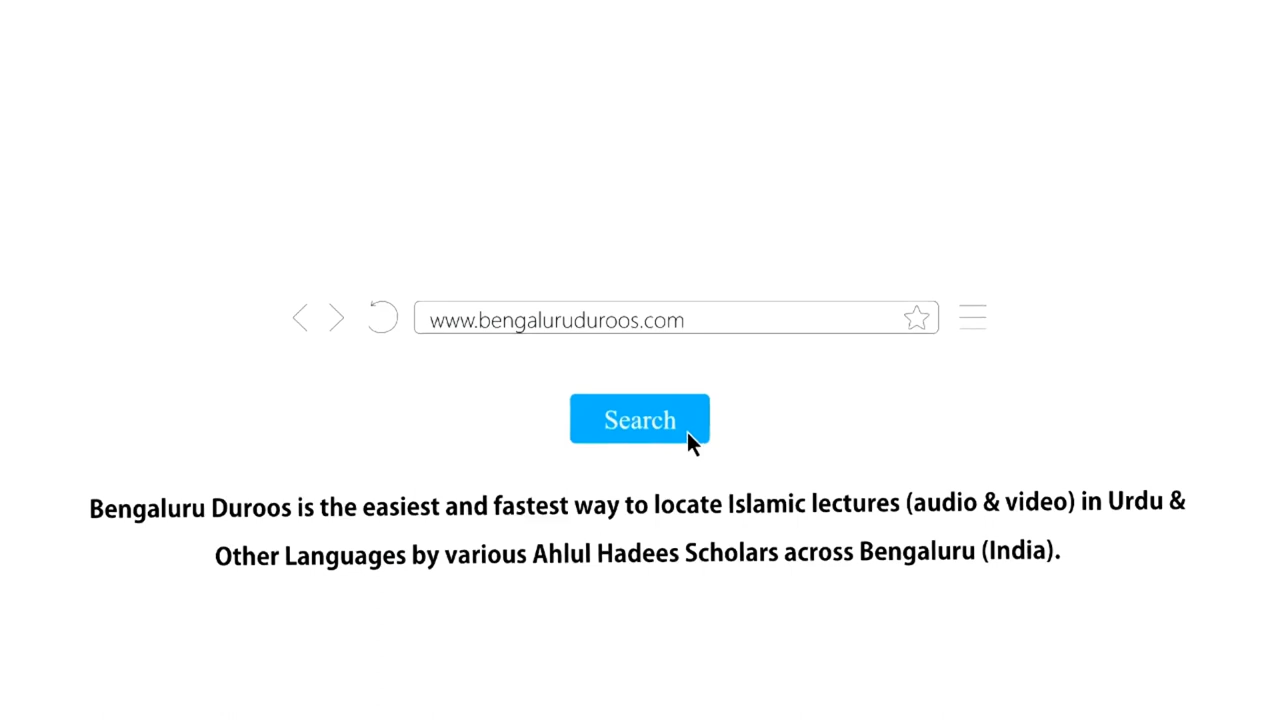 www.bengaluruduroos.com
Search
Bengaluru Duroos is the easiest and fastest way to locate Islamic lectures (audio & video) in Urdu &
Other Languages by various Ahlul Hadees Scholars across Bengaluru (India).